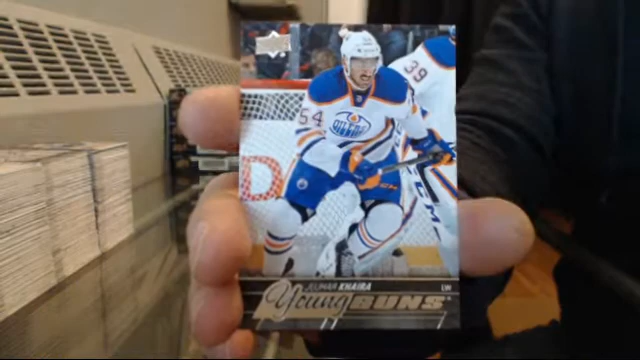 UPPER DECK
39
54
OILERS
D
CCM
JUJHAR KHAIRA LW
Young GUNS